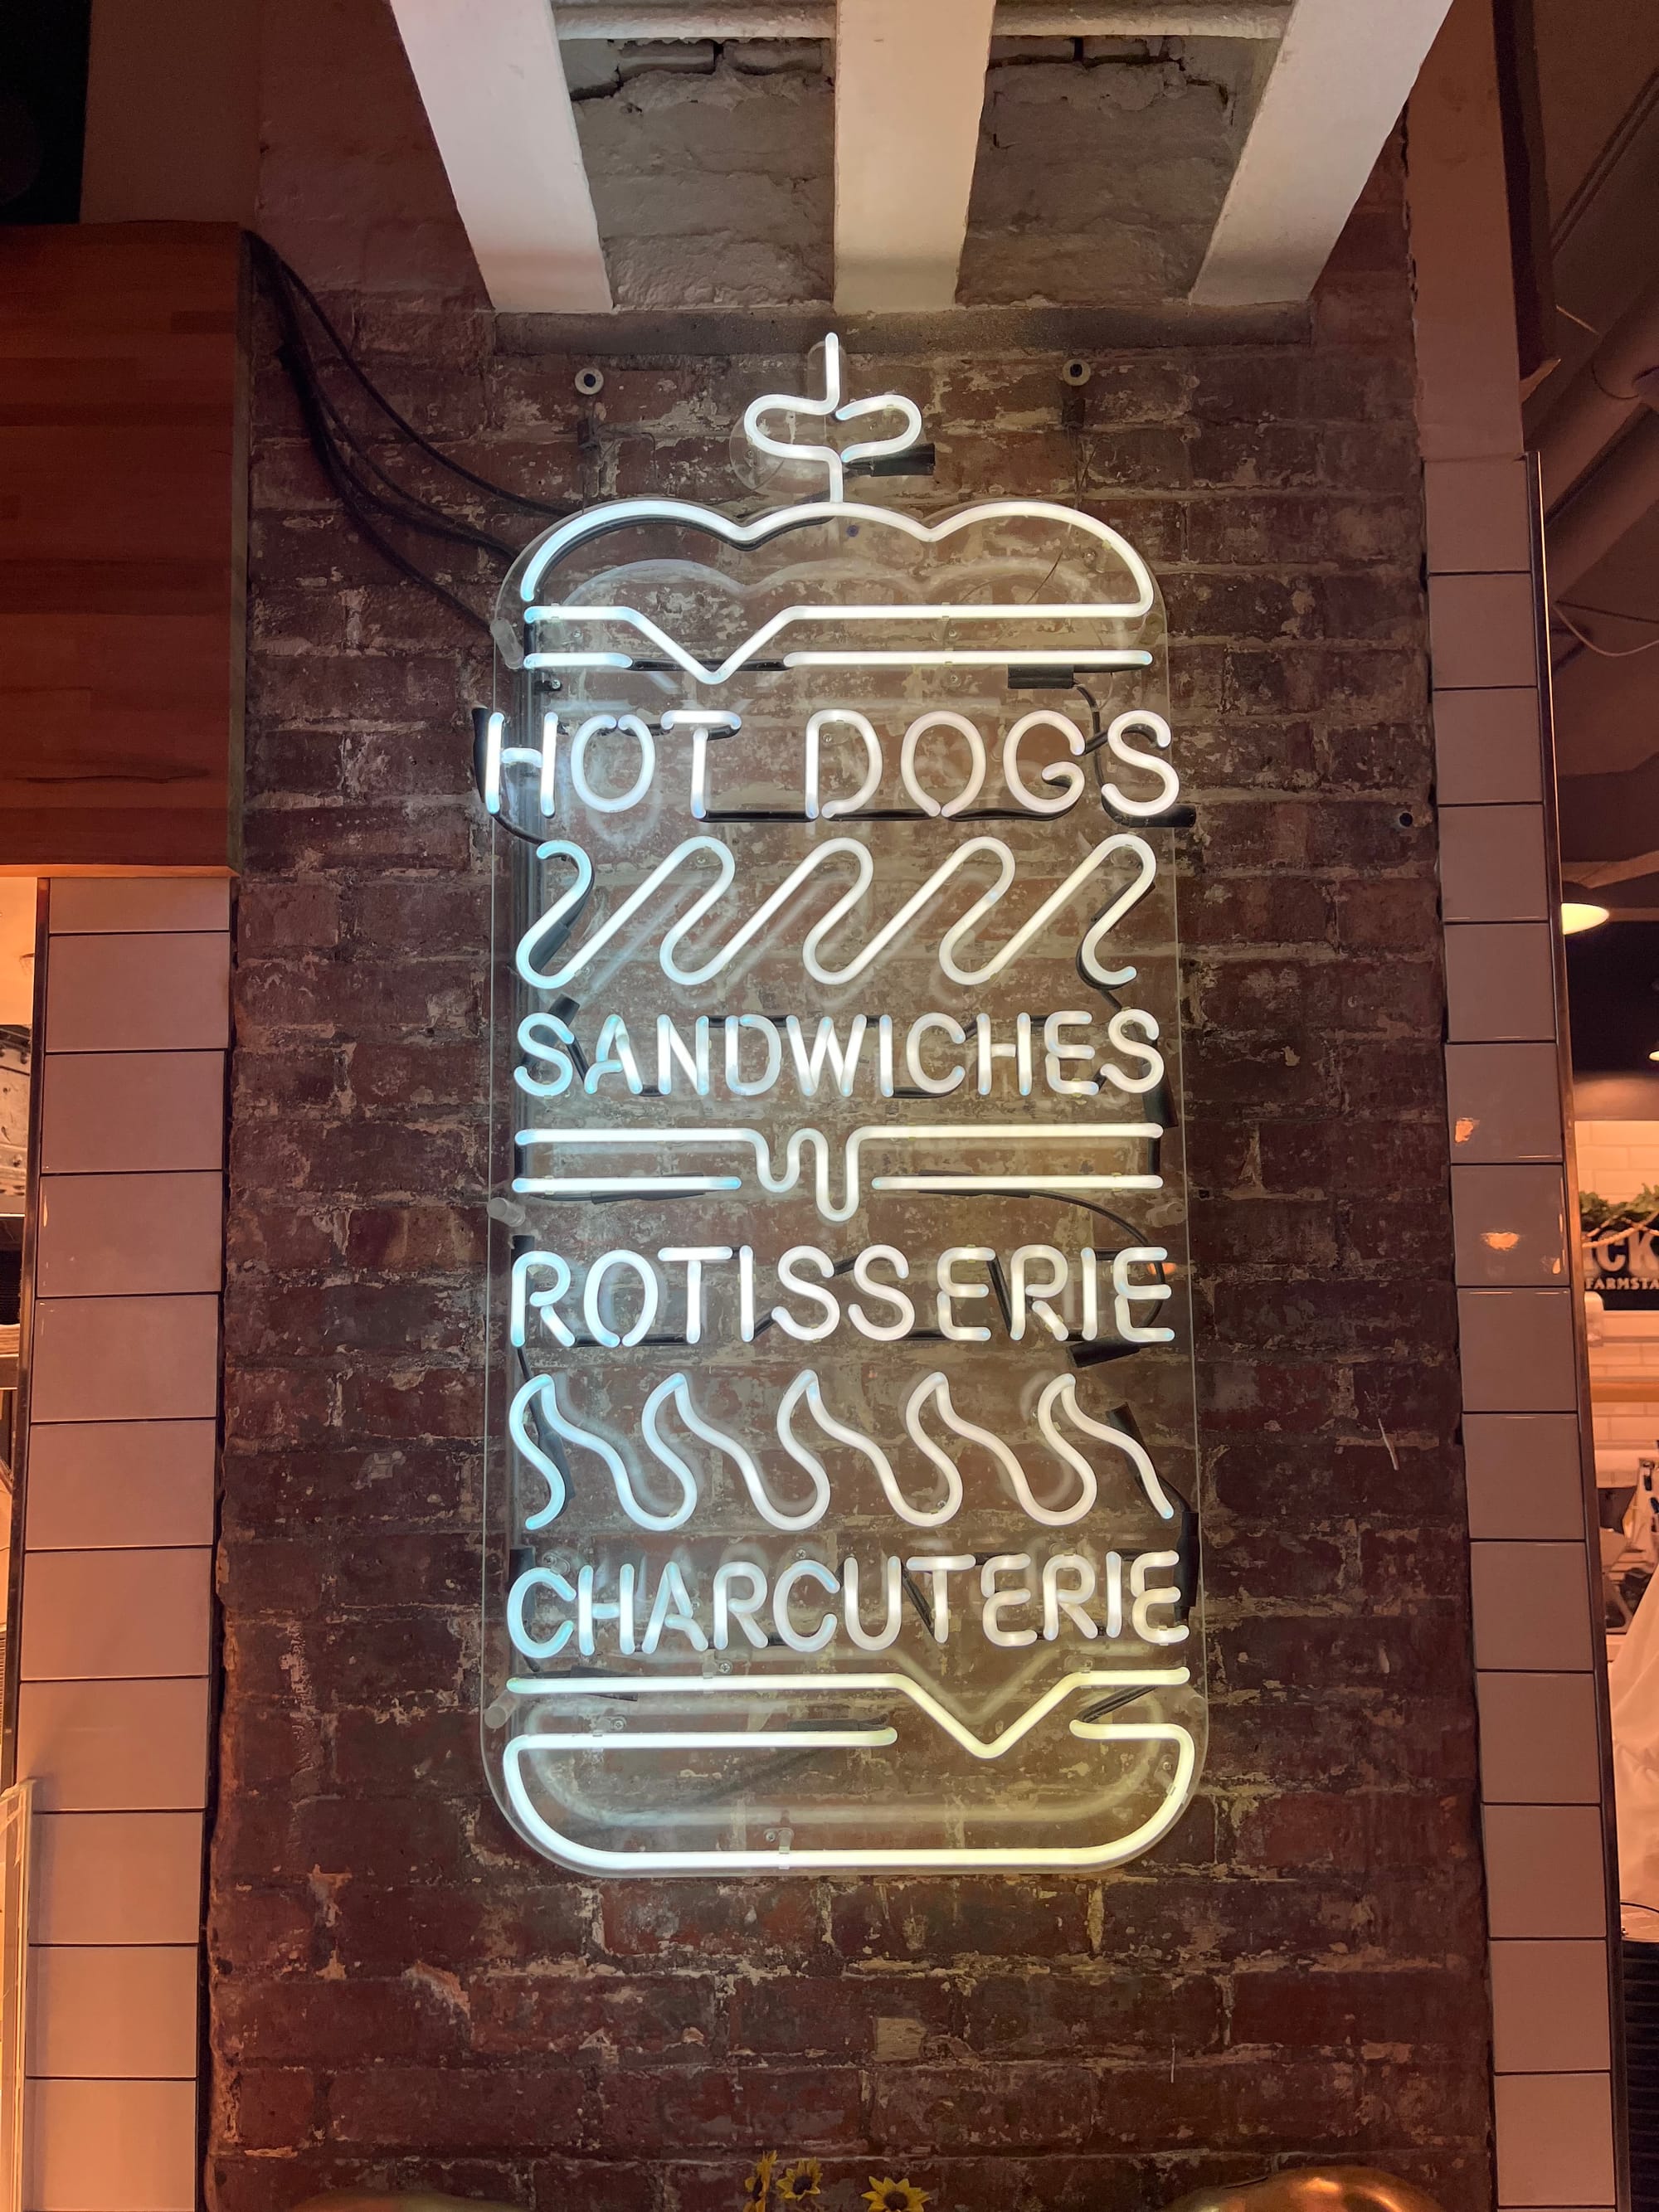 HOT DOGS
SANDWICHES
ROTISSERIE
CHARCUTERIE